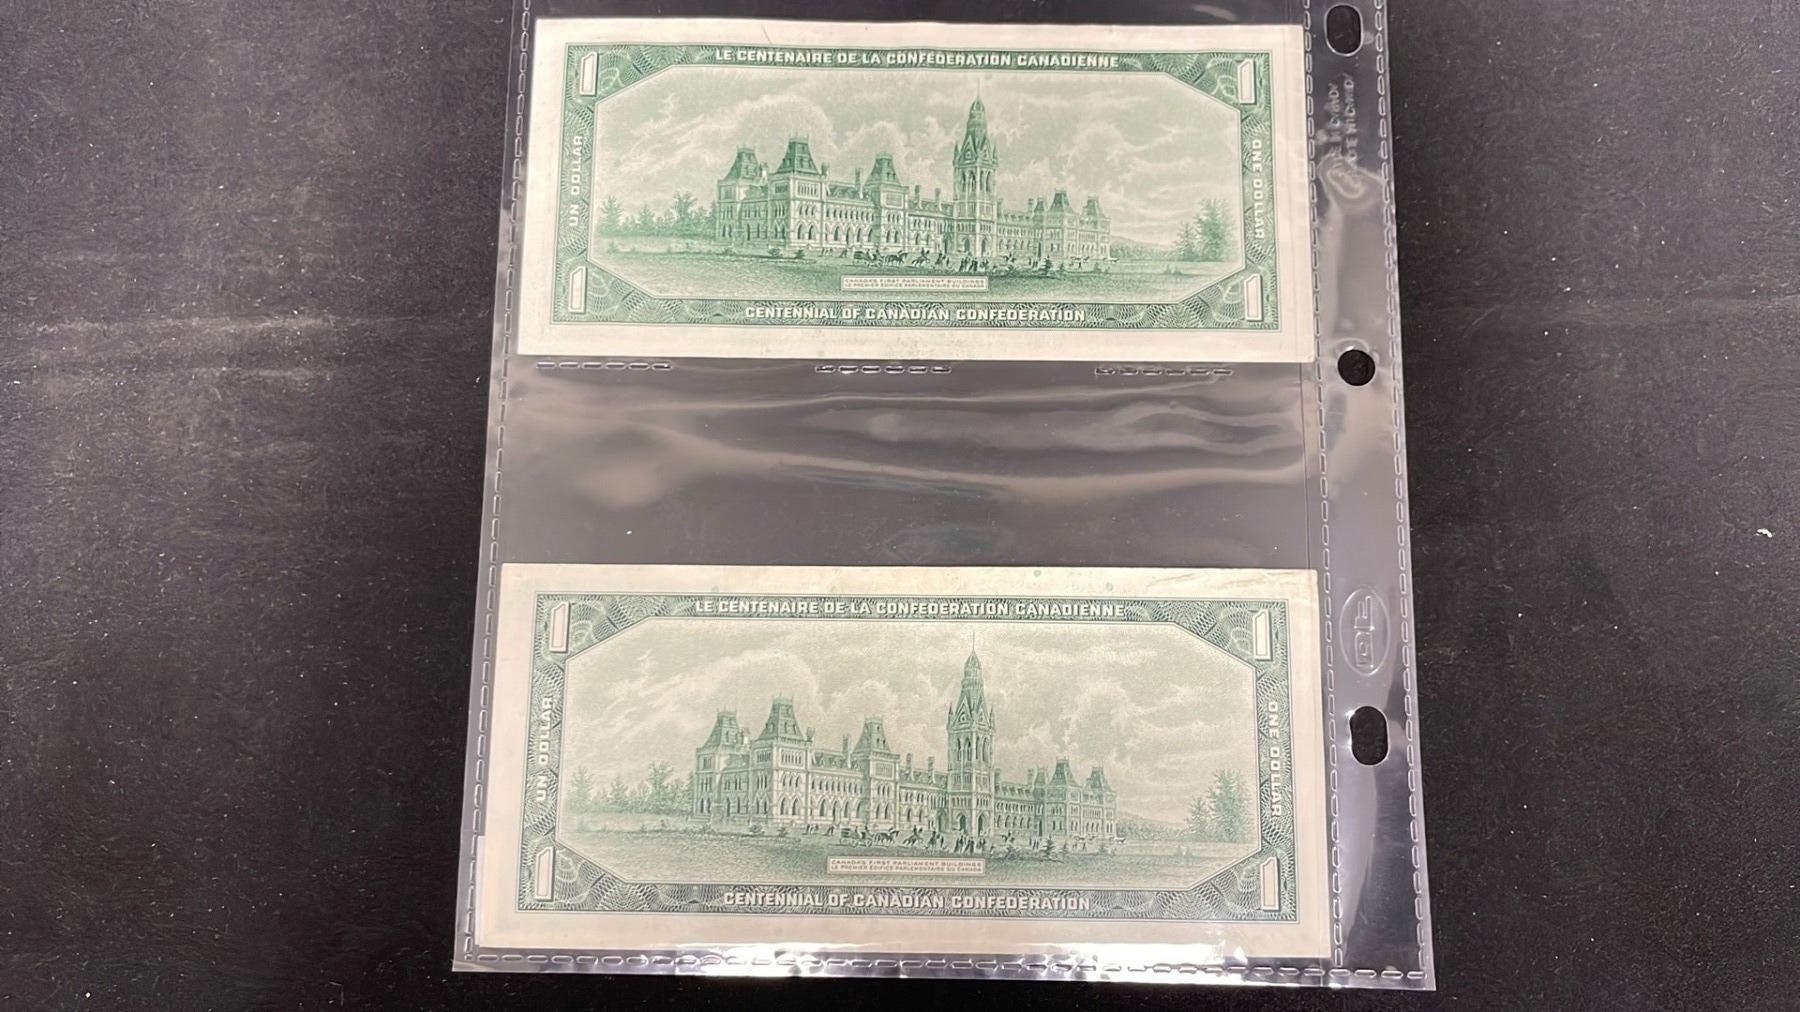 LE CENTENAIRE DE LA CONFEDERATION CANADIENNE
1
1
UN DOLLAR
ONE DOLLAR
CANADA'S FIRST PARLIAMENT BUILDINGS
LE PREMIER EDIFICE PARLEMENTAIRE DU CANADA
1
1
CENTENNIAL OF CANADIAN CONFEDERATION
LE CENTENAIRE DE LA CONFEDERATION CANADIENNE
1
1
UN DOLLAR
ONE DOLLAR
CANADA'S FIRST PARLIAMENT BUILDINGS
LE PREMIER EDIFICE PARLEMENTAIRE DU CANADA
1
1
CENTENNIAL OF CANADIAN CONFEDERATION